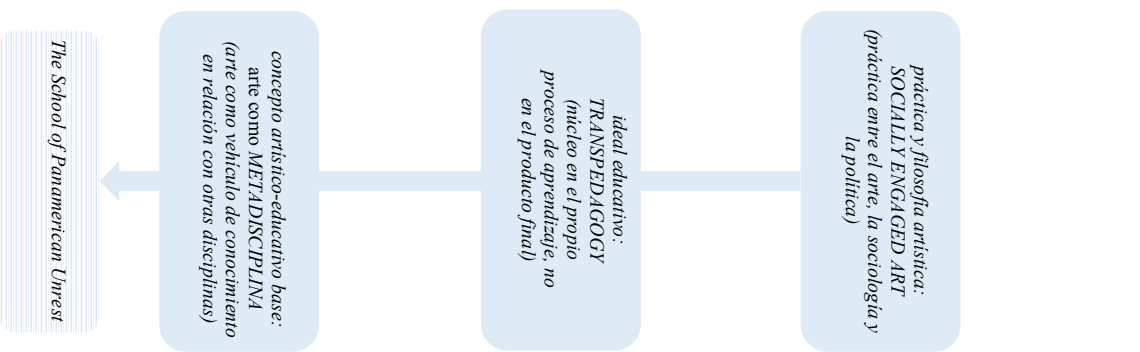 práctica y filosofía artística:
SOCIALLY ENGAGED ART
(práctica entre el arte, la sociología y
la política)
ideal educativo:
TRANSPEDAGOGY
(núcleo en el propio
proceso de aprendizaje, no
en el producto final)
concepto artístico-educativo base:
arte como METADISCIPLINA
(arte como vehículo de conocimiento
en relación con otras disciplinas)
The School of Panamerican Unrest